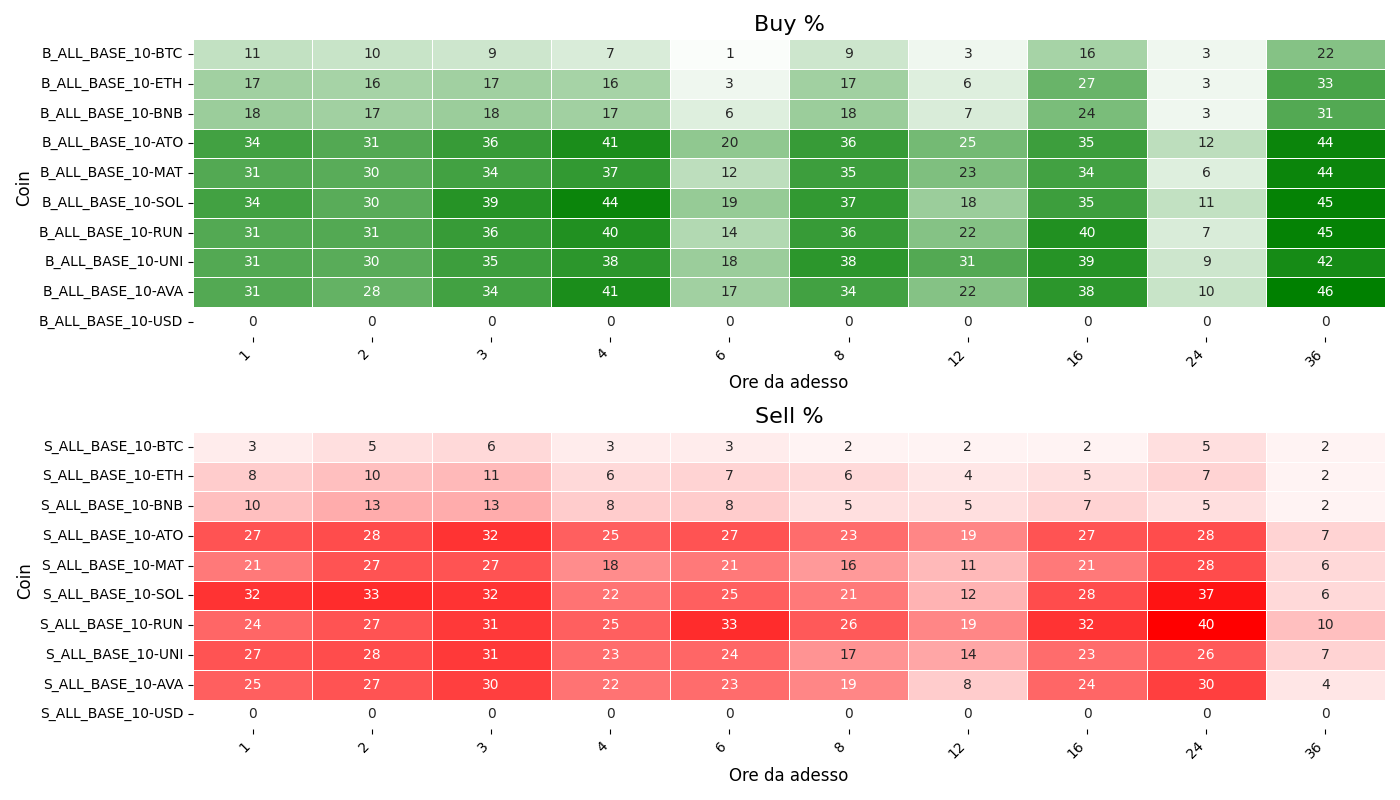 Buy %
Coin
B_ALL_BASE_10-BTC 11 10 9 7 1 9 3 16 3 22
B_ALL_BASE_10-ETH 17 16 17 16 3 17 6 27 3 33
B_ALL_BASE_10-BNB 18 17 18 17 6 18 7 24 3 31
B_ALL_BASE_10-ATO 34 31 36 41 20 36 25 35 12 44
B_ALL_BASE_10-MAT 31 30 34 37 12 35 23 34 6 44
B_ALL_BASE_10-SOL 34 30 39 44 19 37 18 35 11 45
B_ALL_BASE_10-RUN 31 31 36 40 14 36 22 40 7 45
B_ALL_BASE_10-UNI 31 30 35 38 18 38 31 39 9 42
B_ALL_BASE_10-AVA 31 28 34 41 17 34 22 38 10 46
B_ALL_BASE_10-USD 0 0 0 0 0 0 0 0 0 0
1 2 3 4 6 8 12 16 24 36
Ore da adesso
Sell %
Coin
S_ALL_BASE_10-BTC 3 5 6 3 3 2 2 2 5 2
S_ALL_BASE_10-ETH 8 10 11 6 7 6 4 5 7 2
S_ALL_BASE_10-BNB 10 13 13 8 8 5 5 7 5 2
S_ALL_BASE_10-ATO 27 28 32 25 27 23 19 27 28 7
S_ALL_BASE_10-MAT 21 27 27 18 21 16 11 21 28 6
S_ALL_BASE_10-SOL 32 33 32 22 25 21 12 28 37 6
S_ALL_BASE_10-RUN 24 27 31 25 33 26 19 32 40 10
S_ALL_BASE_10-UNI 27 28 31 23 24 17 14 23 26 7
S_ALL_BASE_10-AVA 25 27 30 22 23 19 8 24 30 4
S_ALL_BASE_10-USD 0 0 0 0 0 0 0 0 0 0
1 2 3 4 6 8 12 16 24 36
Ore da adesso